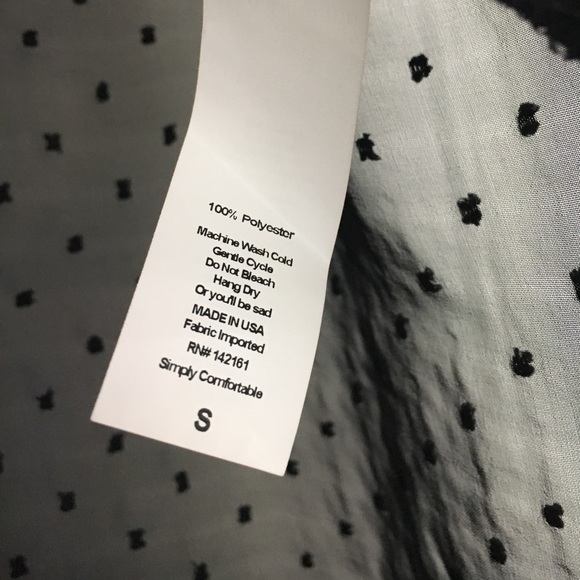 100% Polyester
Machine Wash Cold
Gentle Cycle
Do Not Bleach
Hang Dry
Or you'll be sad
MADE IN USA
Fabric Imported
RN# 142161
Simply Comfortable
S